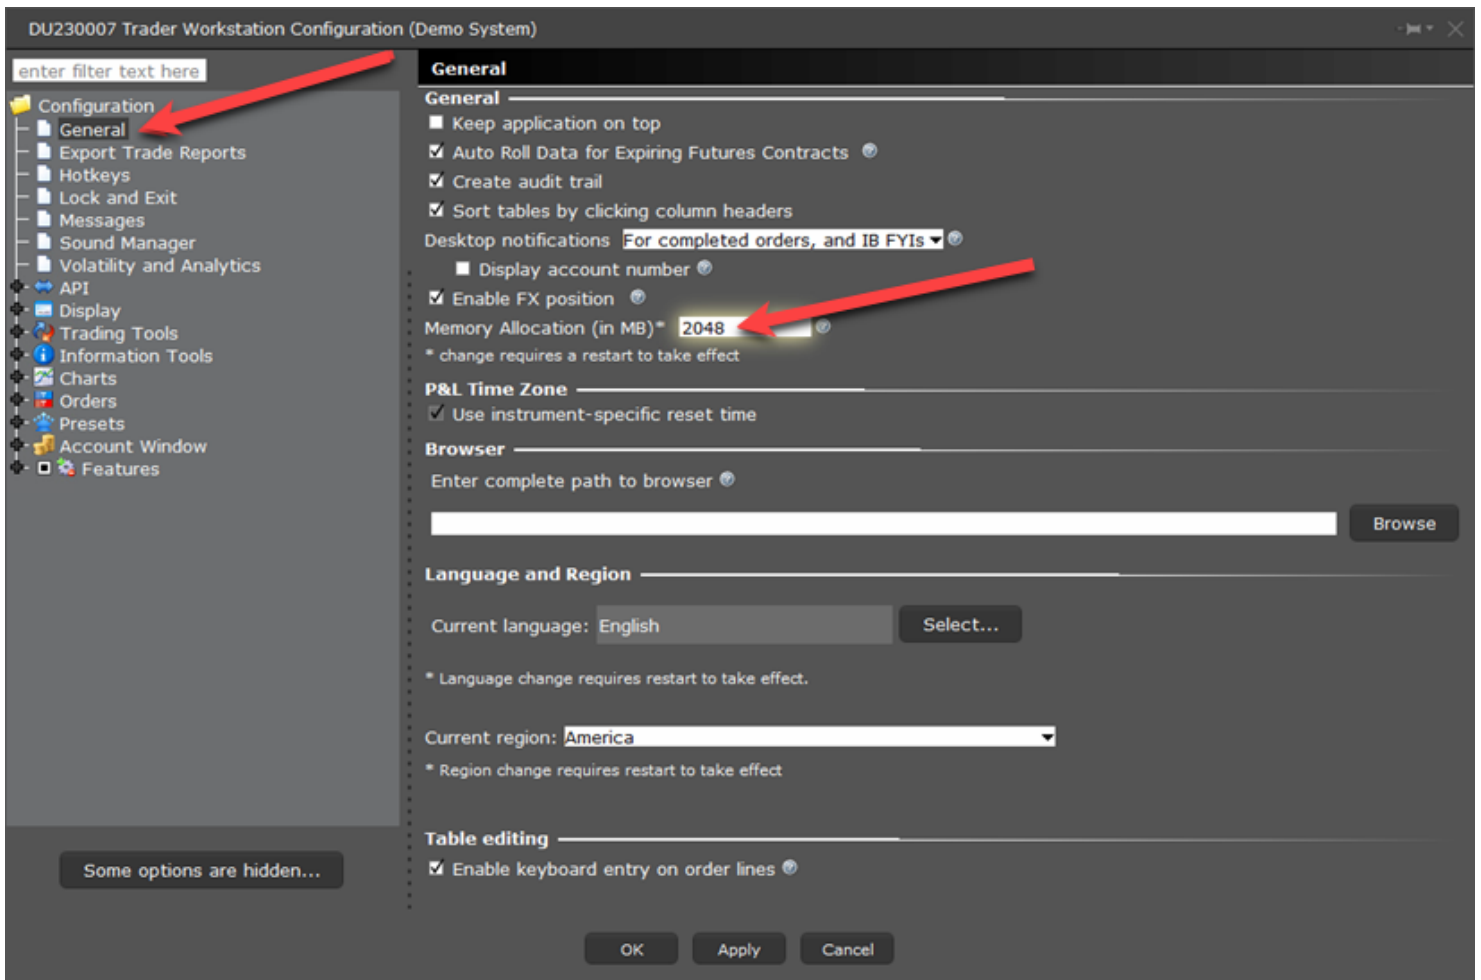 DU230007 Trader Workstation Configuration (Demo System)
enter filter text here
Configuration
General
Export Trade Reports
Hotkeys
Lock and Exit
Messages
Sound Manager
Volatility and Analytics
API
Display
Trading Tools
Information Tools
Charts
Orders
Presets
Account Window
Features
Some options are hidden...
General
General
Keep application on top
Auto Roll Data for Expiring Futures Contracts
Create audit trail
Sort tables by clicking column headers
Desktop notifications For completed orders, and IB FYIs
Display account number
Enable FX position
Memory Allocation (in MB)* 2048
* change requires a restart to take effect
P&L Time Zone
Use instrument-specific reset time
Browser
Enter complete path to browser
Browse
Language and Region
Current language: English Select...
* Language change requires restart to take effect.
Current region: America
* Region change requires restart to take effect
Table editing
Enable keyboard entry on order lines
OK Apply Cancel